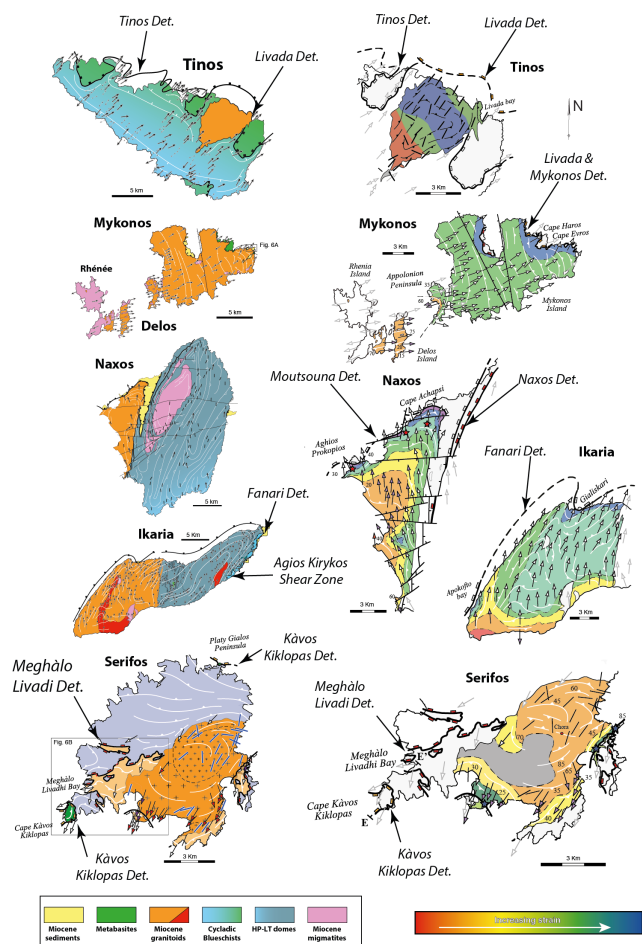 Tinos Det.
Tinos
Livada Det.
5 km
Tinos Det.
Livada Det.
Tinos
Livada bay
N
3 Km
Livada &
Mykonos Det.
Mykonos
Fig. 6A
Rhénée
Delos
5 km
Mykonos
3 Km
Cape Haros
Cape Evros
Rhenia
Island
Appolonion
Peninsula
Mykonos
Island
Delos
Island
Naxos
5 km
Moutsouna Det.
Naxos
Cape Achapsi
Naxos Det.
Aghios
Prokopios
3 Km
Fanari Det.
Ikaria
Gialiskari
Apokofto
bay
3 km
Ikaria
5 Km
Fanari Det.
Agios Kirykos
Shear Zone
Serifos
Platy Gialos
Peninsula
Kàvos
Kiklopas Det.
Meghàlo
Livadi Det.
Fig. 6B
Meghàlo
Livadhi Bay
Cape Kàvos
Kiklopas
Kàvos
Kiklopas Det.
3 Km
Serifos
Meghàlo
Livadi Det.
Meghàlo
Livadhi Bay
E'
Chora
60
45
85
Cape Kàvos
Kiklopas
E
Kàvos
Kiklopas Det.
3 Km
Miocene
sediments
Metabasites
Miocene
granitoids
Cycladic
Blueschists
HP-LT domes
Miocene
migmatites
Increasing strain